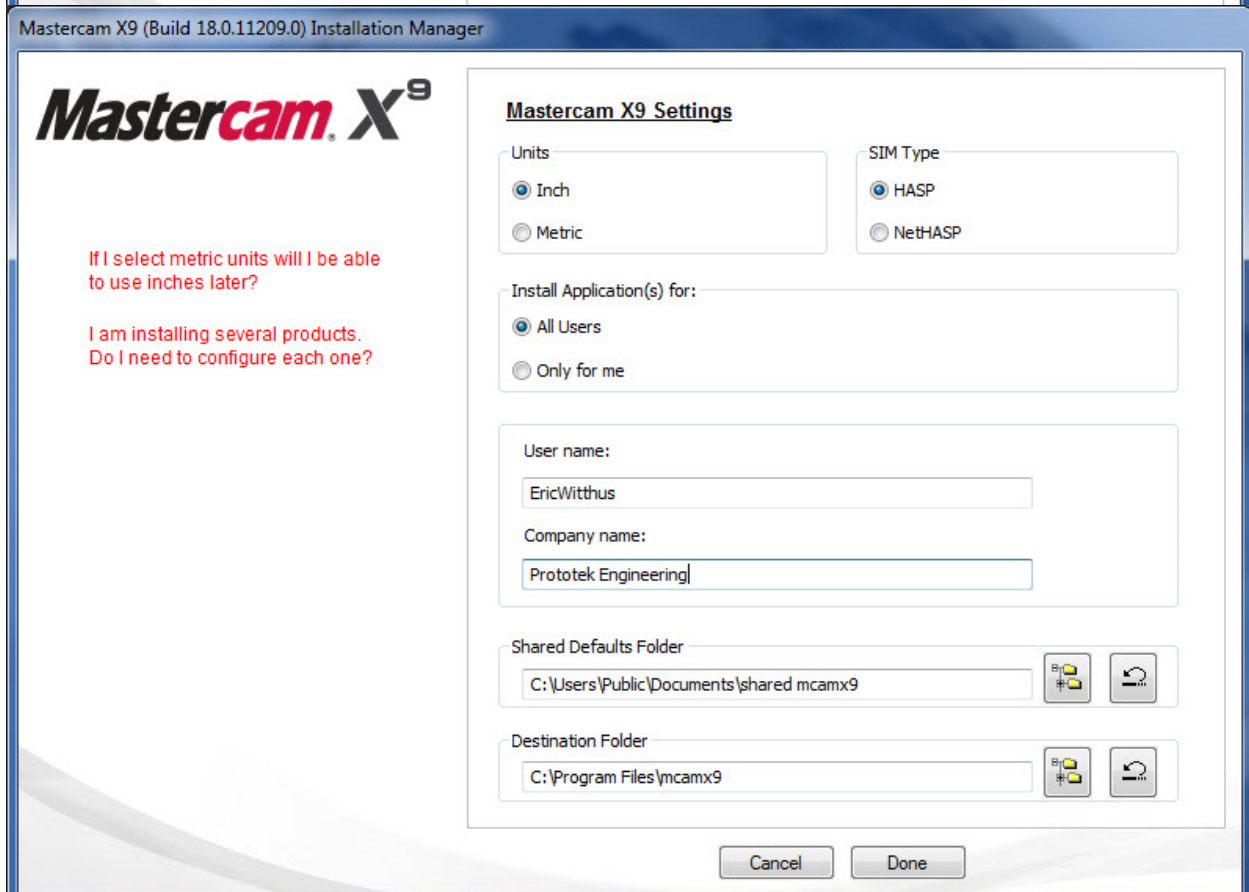 Mastercam X9 (Build 18.0.11209.0) Installation Manager
Mastercam® X9
If I select metric units will I be able
to use inches later?
I am installing several products.
Do I need to configure each one?
Mastercam X9 Settings
Units
Inch
Metric
SIM Type
HASP
NetHASP
Install Application(s) for:
All Users
Only for me
User name:
EricWitthus
Company name:
Prototek Engineering
Shared Defaults Folder
C:\Users\Public\Documents\shared mcamx9
Destination Folder
C:\Program Files\mcamx9
Cancel
Done